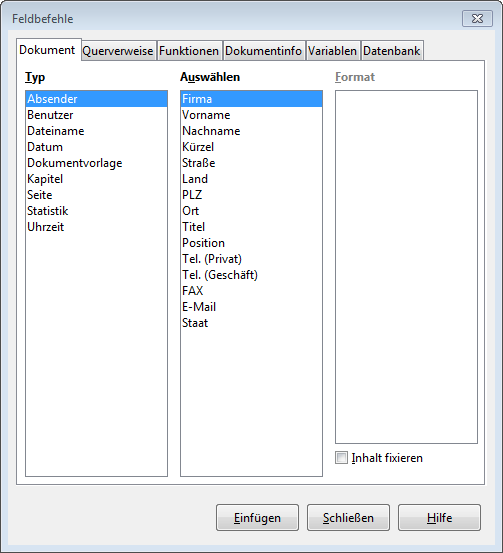 Feldbefehle
Dokument Querverweise Funktionen Dokumentinfo Variablen Datenbank
Typ
Absender
Benutzer
Dateiname
Datum
Dokumentvorlage
Kapitel
Seite
Statistik
Uhrzeit
Auswählen
Firma
Vorname
Nachname
Kürzel
Straße
Land
PLZ
Ort
Titel
Position
Tel. (Privat)
Tel. (Geschäft)
FAX
E-Mail
Staat
Format
Inhalt fixieren
Einfügen Schließen Hilfe